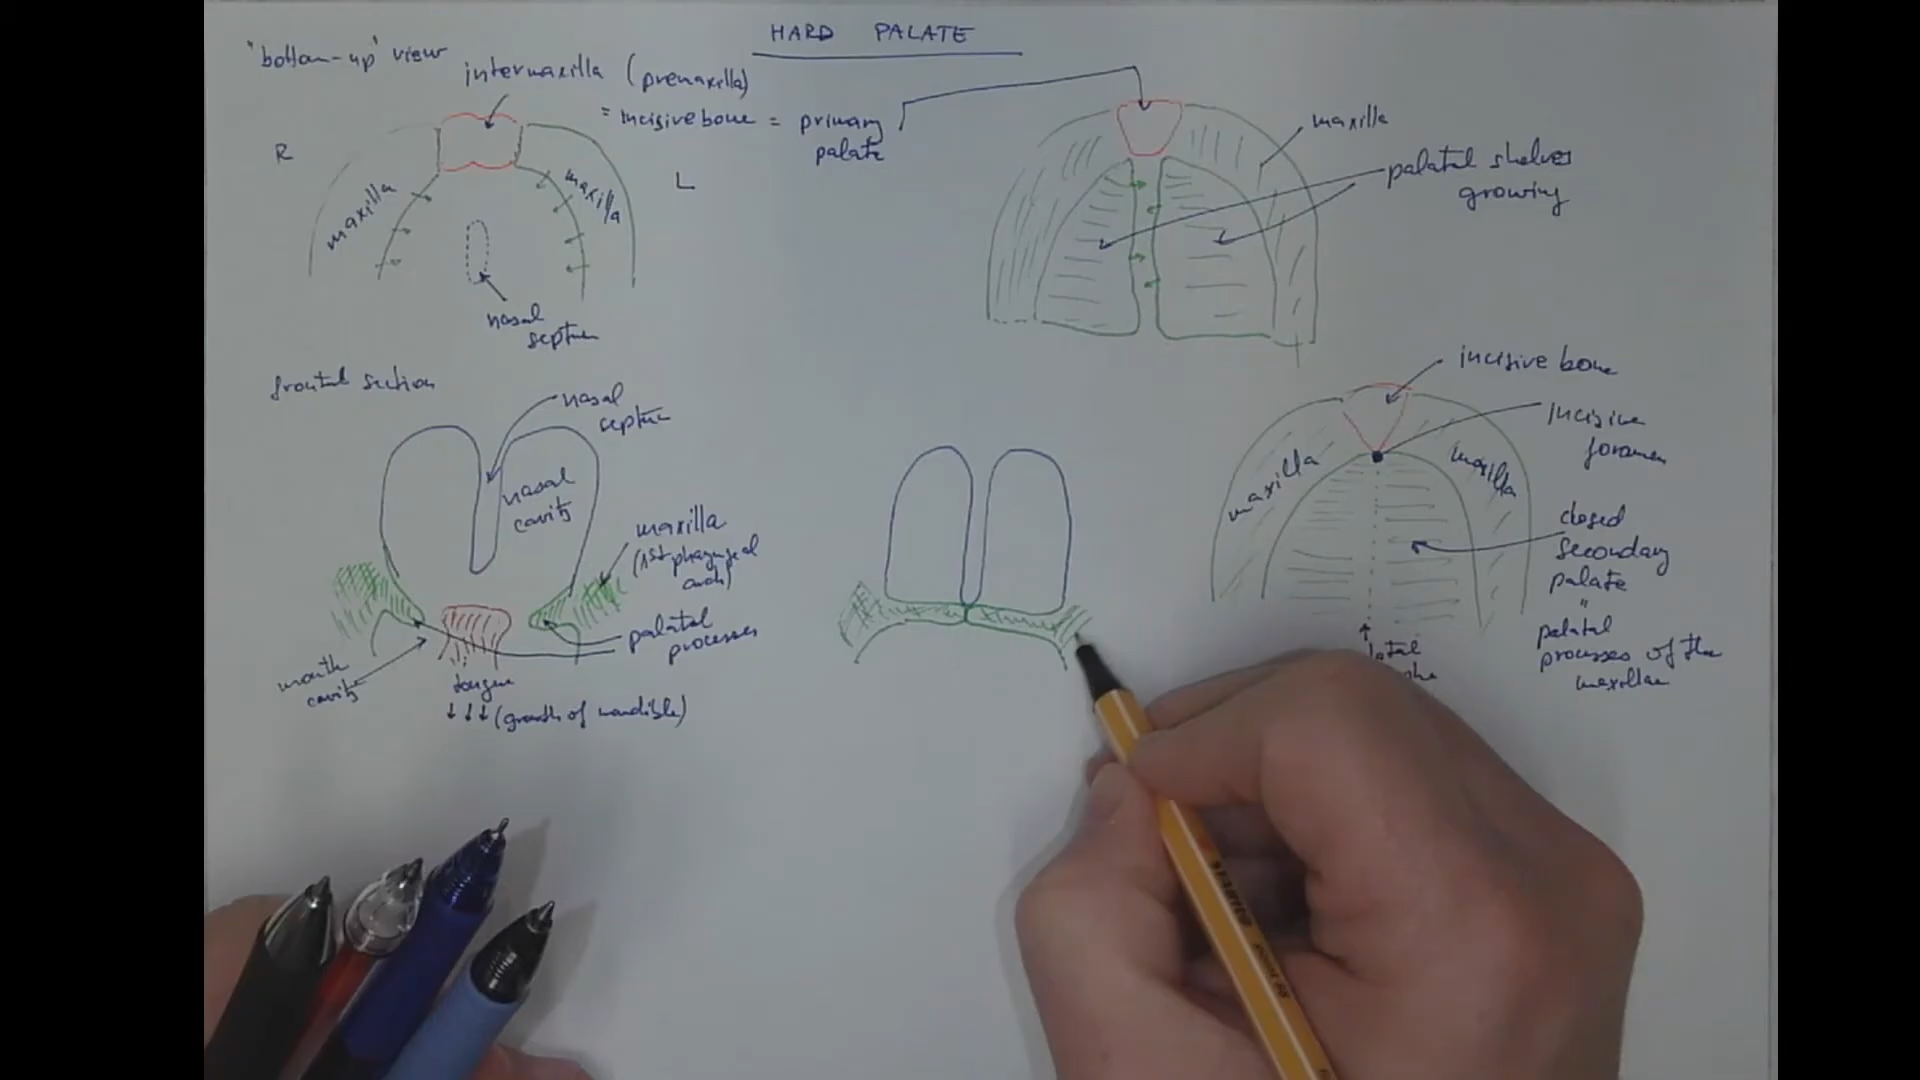 HARD PALATE
"bottom-up" view
intermaxilla (premaxilla)
= incisive bone = primary
palate
R
L
maxilla
maxilla
nasal
septum
maxilla
palatal shelves
growing
frontal section
nasal
septum
nasal
cavity
maxilla
(1st pharyngeal
arch)
palatal
processes
mouth
cavity
tongue
↓↓↓ (growth of mandible)
incisive bone
incisive
foramen
maxilla
maxilla
closed
secondary
palate
"
palatal
processes of the
maxillae
STABILO